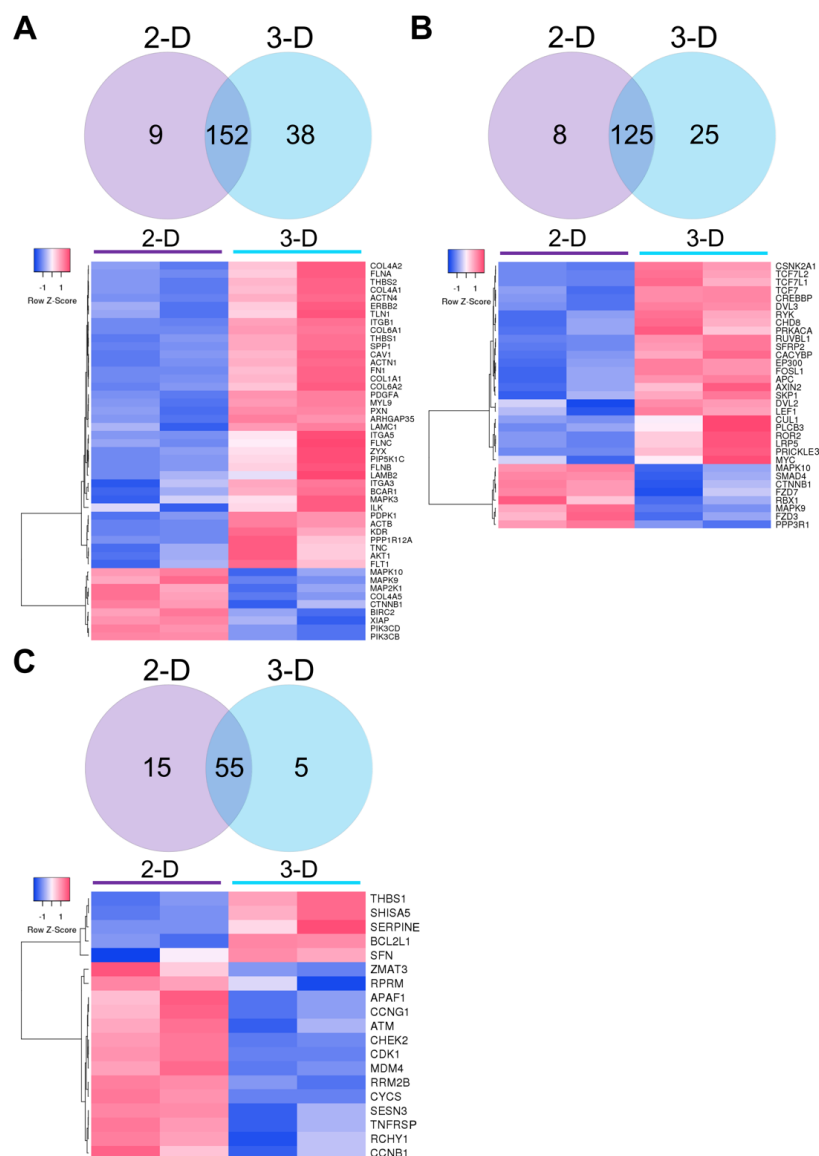 A
2-D 3-D
9 152 38
-1 1
Row Z-Score
2-D 3-D
COL4A2
FLNA
THBS2
COL4A1
ACTN4
ERBB2
TLN1
ITGB1
COL6A1
THBS1
SPP1
CAV1
ACTN1
FN1
COL1A1
COL6A2
PDGFA
MYL9
PXN
ARHGAP35
LAMC1
ITGA5
FLNC
ZYX
PIP5K1C
FLNB
LAMB2
ITGA3
BCAR1
MAPK3
ILK
PDPK1
ACTB
KDR
PPP1R12A
TNC
AKT1
FLT1
MAPK10
MAPK9
MAP2K1
COL4A5
CTNNB1
BIRC2
XIAP
PIK3CD
PIK3CB
B
2-D 3-D
8 125 25
-1 1
Row Z-Score
2-D 3-D
CSNK2A1
TCF7L2
TCF7L1
TCF7
CREBBP
DVL3
RYK
CHD8
PRKACA
RUVBL1
SFRP2
CACYBP
EP300
FOSL1
APC
AXIN2
SKP1
DVL2
LEF1
CUL1
PLCB3
ROR2
LRP5
PRICKLE3
MYC
MAPK10
SMAD4
CTNNB1
FZD7
RBX1
MAPK9
FZD3
PPP3R1
C
2-D 3-D
15 55 5
-1 1
Row Z-Score
2-D 3-D
THBS1
SHISA5
SERPINE
BCL2L1
SFN
ZMAT3
RPRM
APAF1
CCNG1
ATM
CHEK2
CDK1
MDM4
RRM2B
CYCS
SESN3
TNFRSP
RCHY1
CCNB1